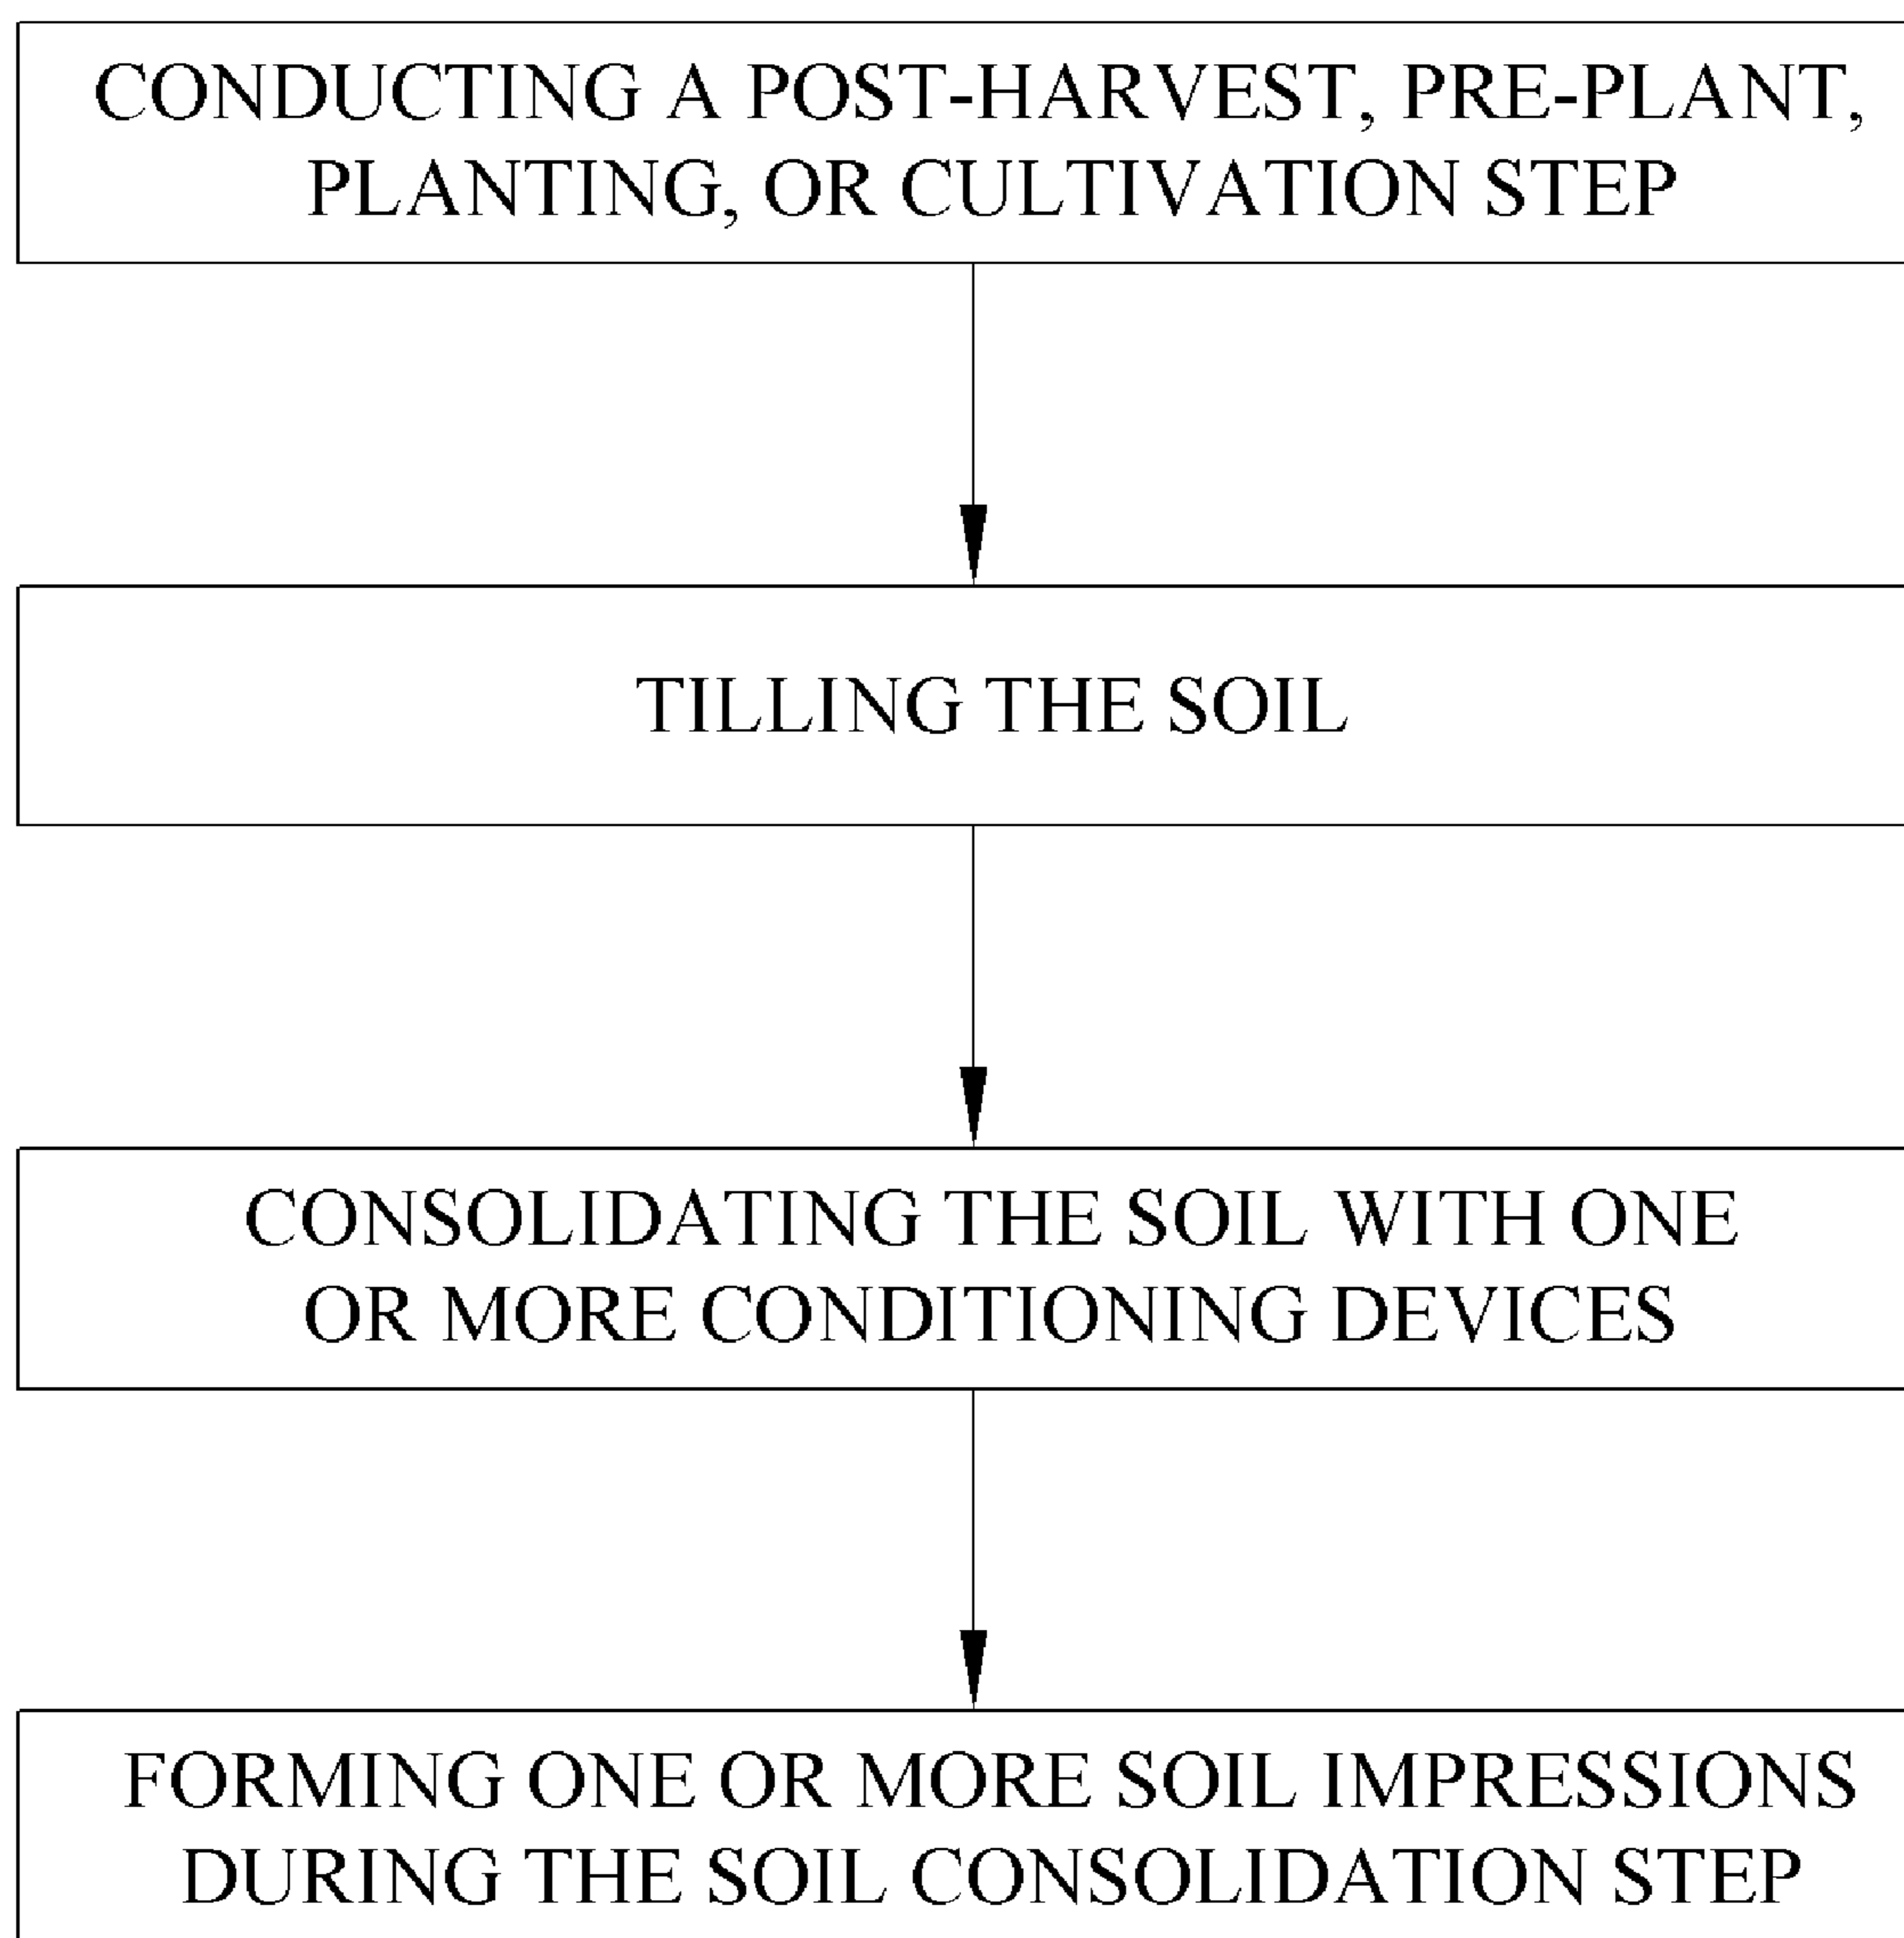 CONDUCTING A POST-HARVEST, PRE-PLANT,
PLANTING, OR CULTIVATION STEP
TILLING THE SOIL
CONSOLIDATING THE SOIL WITH ONE
OR MORE CONDITIONING DEVICES
FORMING ONE OR MORE SOIL IMPRESSIONS
DURING THE SOIL CONSOLIDATION STEP